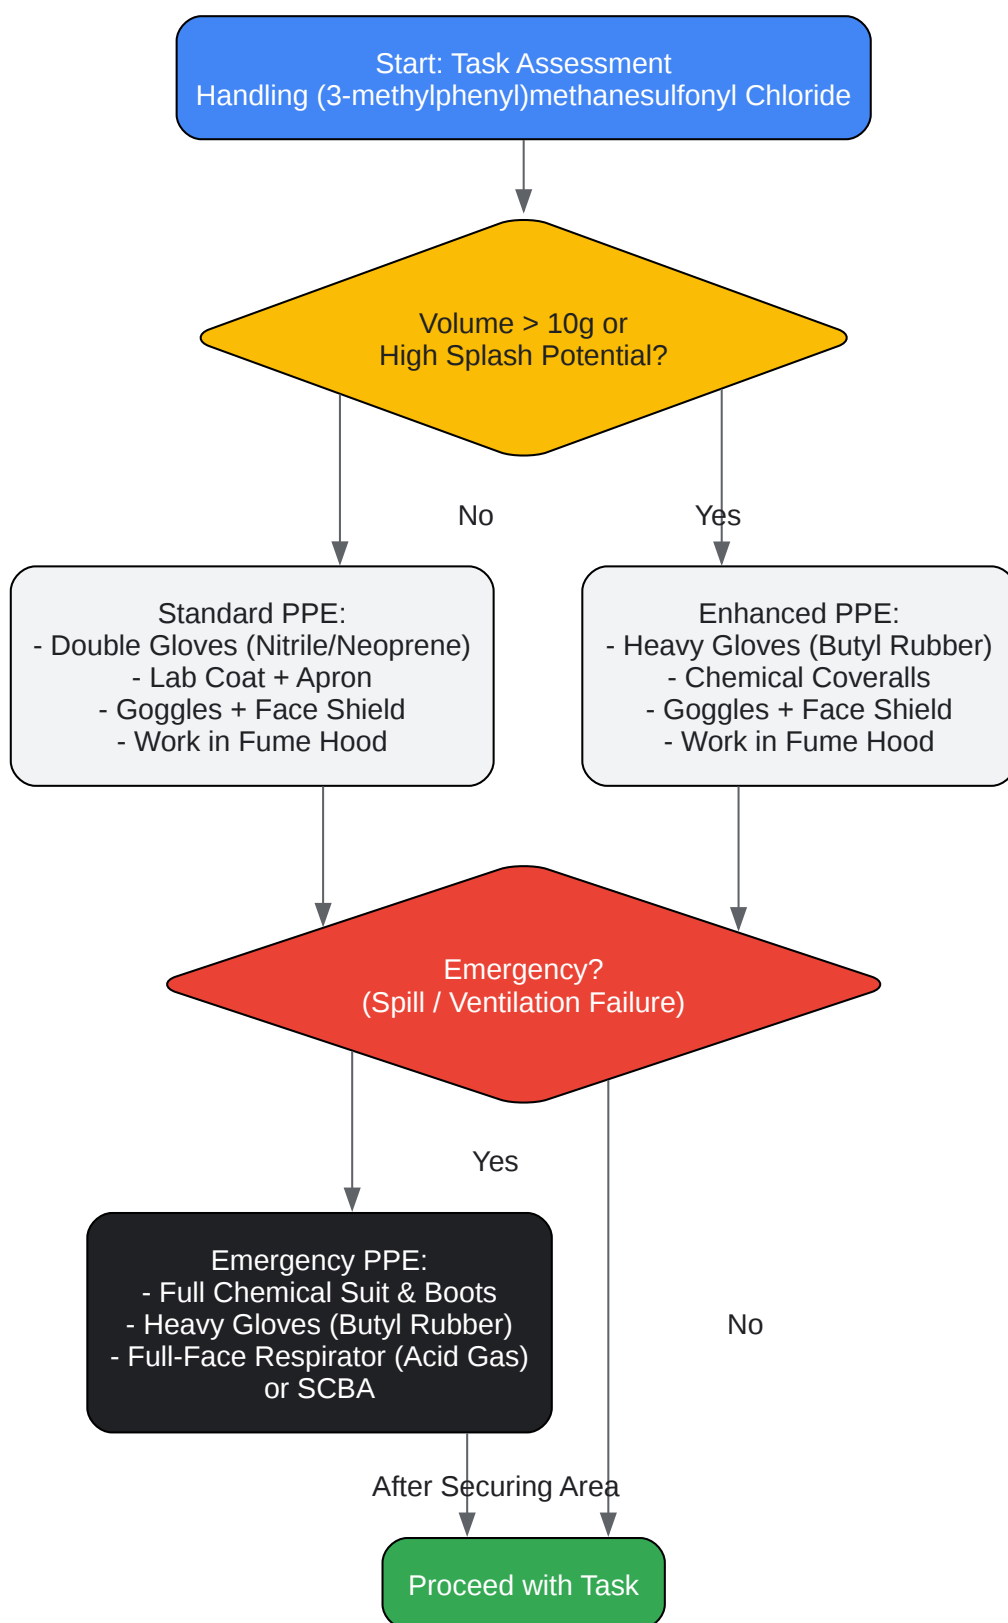 Start: Task Assessment
Handling (3-methylphenyl)methanesulfonyl Chloride
Volume > 10g or
High Splash Potential?
No
Yes
Standard PPE:
- Double Gloves (Nitrile/Neoprene)
- Lab Coat + Apron
- Goggles + Face Shield
- Work in Fume Hood
Enhanced PPE:
- Heavy Gloves (Butyl Rubber)
- Chemical Coveralls
- Goggles + Face Shield
- Work in Fume Hood
Emergency?
(Spill / Ventilation Failure)
Yes
Emergency PPE:
- Full Chemical Suit & Boots
- Heavy Gloves (Butyl Rubber)
- Full-Face Respirator (Acid Gas)
or SCBA
No
After Securing Area
Proceed with Task